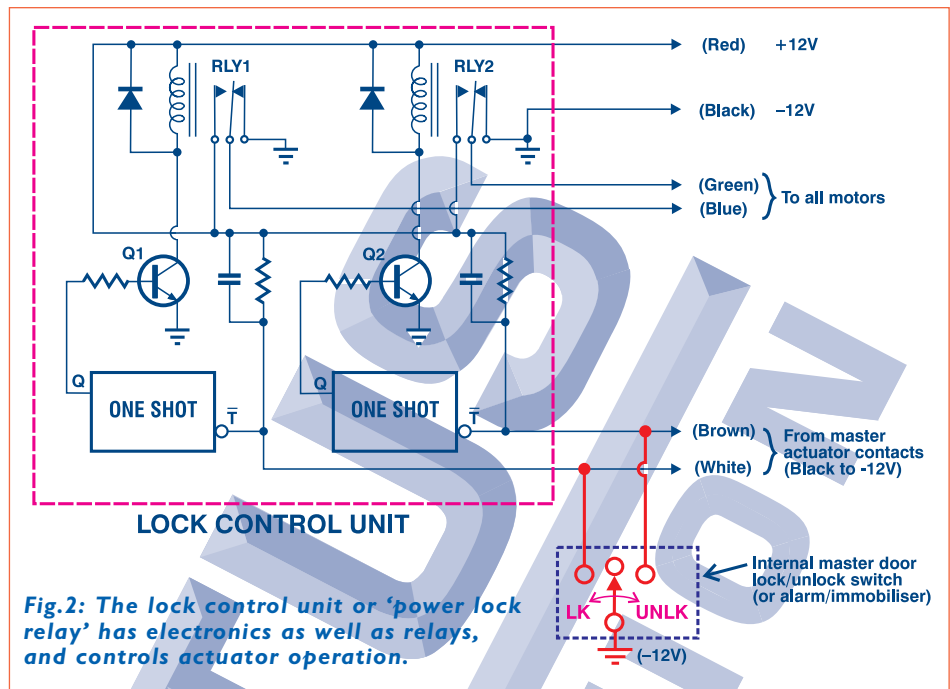 RLY1
RLY2
(Red) +12V
(Black) –12V
(Green)
(Blue)
To all motors
Q1
Q2
Q
ONE SHOT
T̅
Q
ONE SHOT
T̅
(Brown)
(White)
From master
actuator contacts
(Black to -12V)
LOCK CONTROL UNIT
LK
UNLK
(–12V)
Internal master door
lock/unlock switch
(or alarm/immobiliser)
Fig.2: The lock control unit or ‘power lock
relay’ has electronics as well as relays,
and controls actuator operation.